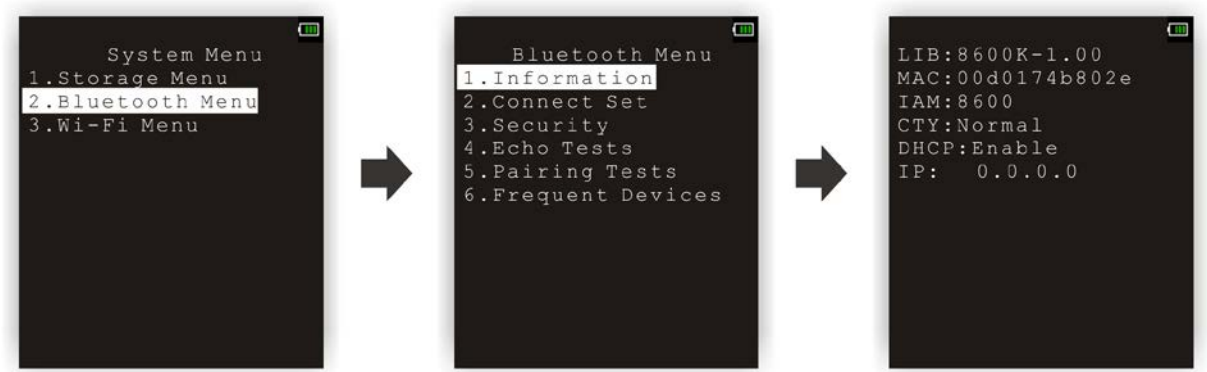 System Menu
1.Storage Menu
2.Bluetooth Menu
3.Wi-Fi Menu
Bluetooth Menu
1.Information
2.Connect Set
3.Security
4.Echo Tests
5.Pairing Tests
6.Frequent Devices
LIB:8600K-1.00
MAC:00d0174b802e
IAM:8600
CTY:Normal
DHCP:Enable
IP: 0.0.0.0